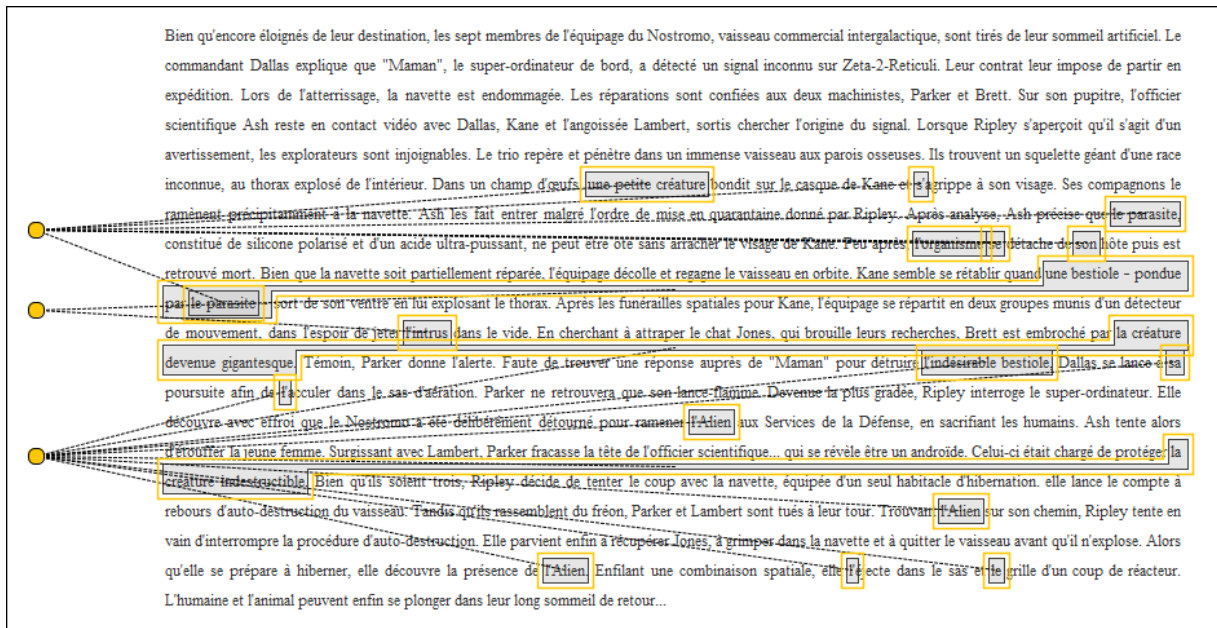 Bien qu'encore éloignés de leur destination, les sept membres de l'équipage du Nostromo, vaisseau commercial intergalactique, sont tirés de leur sommeil artificiel. Le
commandant Dallas explique que "Maman", le super-ordinateur de bord, a détecté un signal inconnu sur Zeta-2-Reticuli. Leur contrat leur impose de partir en
expédition. Lors de l'atterrissage, la navette est endommagée. Les réparations sont confiées aux deux machinistes, Parker et Brett. Sur son pupitre, l'officier
scientifique Ash reste en contact vidéo avec Dallas, Kane et l'angoissée Lambert, sortis chercher l'origine du signal. Lorsque Ripley s'aperçoit qu'il s'agit d'un
avertissement, les explorateurs sont injoignables. Le trio repère et pénètre dans un immense vaisseau aux parois osseuses. Ils trouvent un squelette géant d'une race
inconnue, au thorax explosé de l'intérieur. Dans un champ d'œufs, une petite créature bondit sur le casque de Kane et s'agrippe à son visage. Ses compagnons le
ramènent précipitamment à la navette. Ash les fait entrer malgré l'ordre de mise en quarantaine donné par Ripley. Après analyse, Ash précise que le parasite,
constitué de silicone polarisé et d'un acide ultra-puissant, ne peut être ôté sans arracher le visage de Kane. Peu après l'organisme se détache de son hôte puis est
retrouvé mort. Bien que la navette soit partiellement réparée, l'équipage décolle et regagne le vaisseau en orbite. Kane semble se rétablir quand une bestiole - pondue
par le parasite - sort de son ventre en lui explosant le thorax. Après les funérailles spatiales pour Kane, l'équipage se répartit en deux groupes munis d'un détecteur
de mouvement, dans l'espoir de jeter l'intrus dans le vide. En cherchant à attraper le chat Jones, qui brouille leurs recherches, Brett est embroché par la créature
devenue gigantesque. Témoin, Parker donne l'alerte. Faute de trouver une réponse auprès de "Maman" pour détruire l'indésirable bestiole, Dallas se lance à sa
poursuite afin de l'acculer dans le sas d'aération. Parker ne retrouvera que son lance-flamme. Devenue la plus gradée, Ripley interroge le super-ordinateur. Elle
découvre avec effroi que le Nostromo a été délibérément détourné pour ramener l'Alien aux Services de la Défense, en sacrifiant les humains. Ash tente alors
d'étouffer la jeune femme. Surgissant avec Lambert, Parker fracasse la tête de l'officier scientifique... qui se révèle être un androïde. Celui-ci était chargé de protéger la
créature indestructible. Bien qu'ils soient trois, Ripley décide de tenter le coup avec la navette, équipée d'un seul habitacle d'hibernation. elle lance le compte à
rebours d'auto-destruction du vaisseau. Tandis qu'ils rassemblent du fréon, Parker et Lambert sont tués à leur tour. Trouvant l'Alien sur son chemin, Ripley tente en
vain d'interrompre la procédure d'auto-destruction. Elle parvient enfin à récupérer Jones, à grimper dans la navette et à quitter le vaisseau avant qu'il n'explose. Alors
qu'elle se prépare à hiberner, elle découvre la présence de l'Alien. Enfilant une combinaison spatiale, elle l'éjecte dans le sas et le grille d'un coup de réacteur.
L'humaine et l'animal peuvent enfin se plonger dans leur long sommeil de retour...